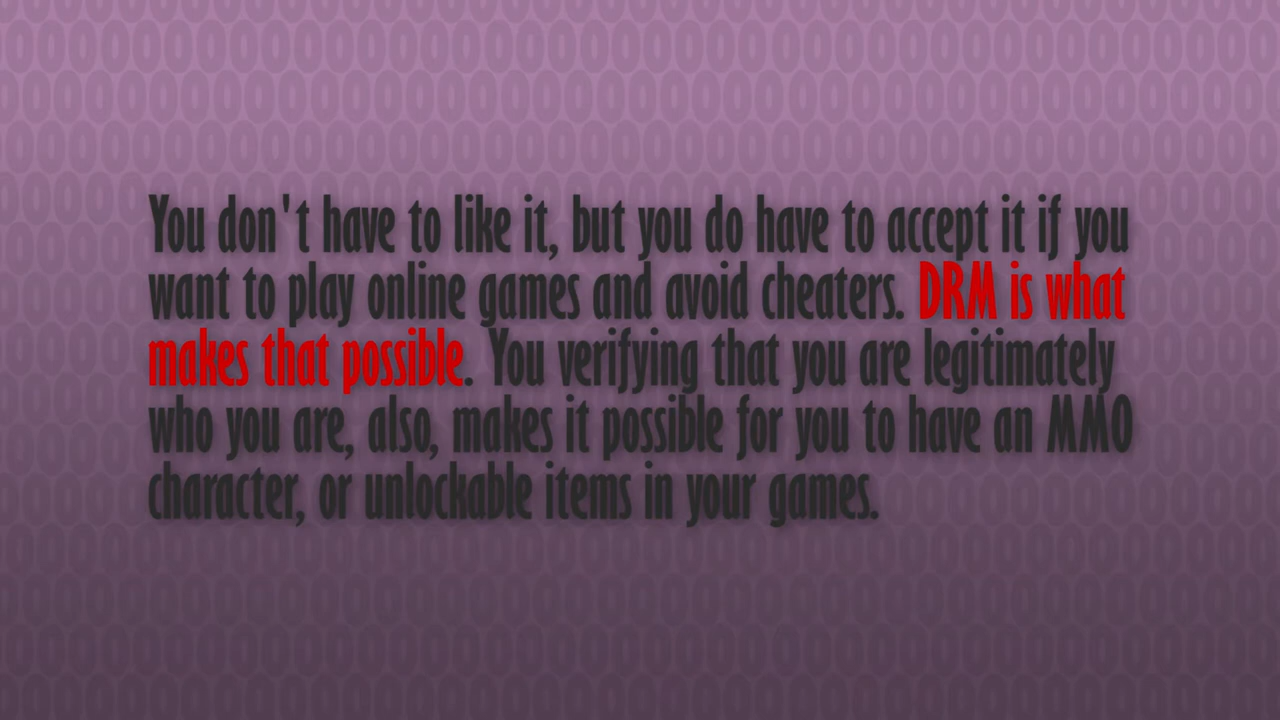 You don't have to like it, but you do have to accept it if you
want to play online games and avoid cheaters. DRM is what
makes that possible. You verifying that you are legitimately
who you are, also, makes it possible for you to have an MMO
character, or unlockable items in your games.